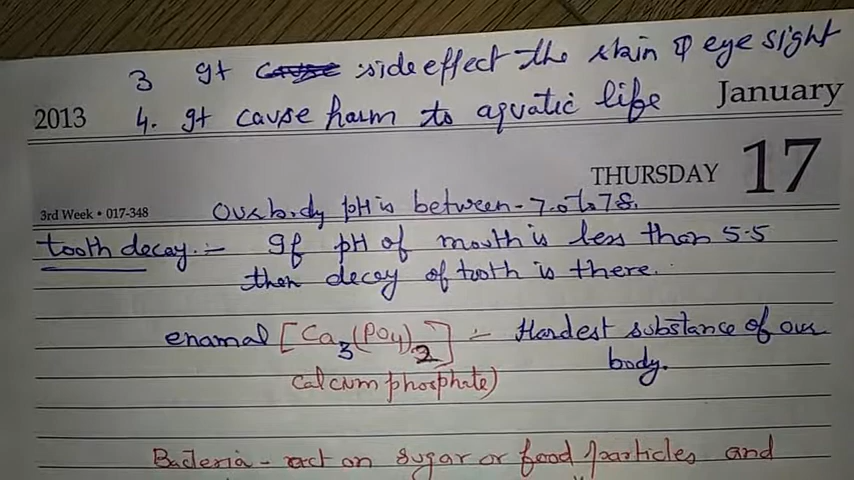 3 It side effect the skin & eye sight
2013 4. It cause harm to aquatic life January
THURSDAY 17
3rd Week • 017-348 Our body pH is between - 7.0 to 7.8.
tooth decay :- If pH of mouth is less than 5.5
then decay of tooth is there.
enamal [Ca3(PO4)2] :- Hardest substance of our
body.
calcium phosphate)
Bacteria - act on sugar or food particles and